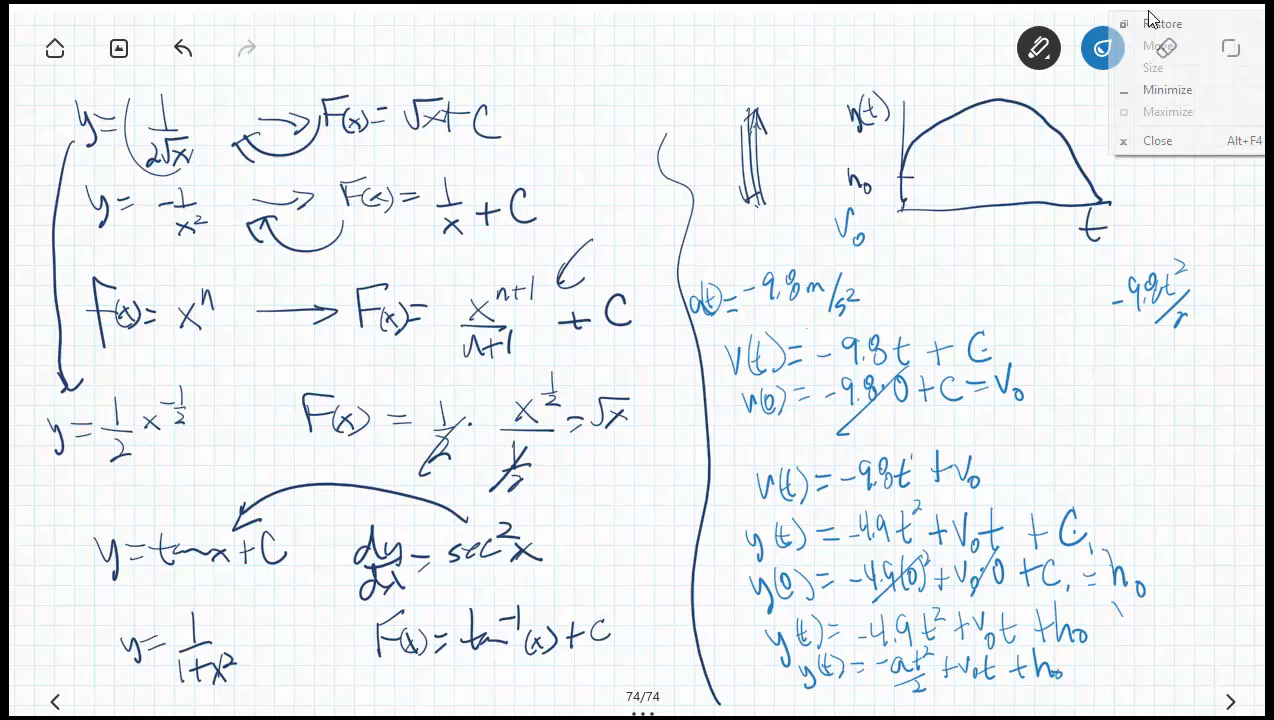 y = (1/(2√x)) → F(x) = √x + C
y = -1/x² → F(x) = 1/x + C
F(x) = xⁿ → F(x) = xⁿ⁺¹/(n+1) + C
y = 1/2 x^(-1/2) F(x) = 1/2 · x^(1/2)/(1/2) = √x
y = tan x + C dy/dx = sec²x
y = 1/(1+x²) F(x) = tan⁻¹(x) + C
y(t)
h₀
V₀
t
a(t) = -9.8 m/s²
-9.8t²/2
v(t) = -9.8t + C
v(0) = -9.8·0 + C = V₀
v(t) = -9.8t + v₀
y(t) = -4.9t² + V₀t + C₁
y(0) = -4.9(0)² + v₀·0 + C₁ = h₀
y(t) = -4.9t² + v₀t + h₀
y(t) = -at²/2 + v₀t + h₀
Restore
Move
Size
Minimize
Maximize
Close Alt+F4
74/74